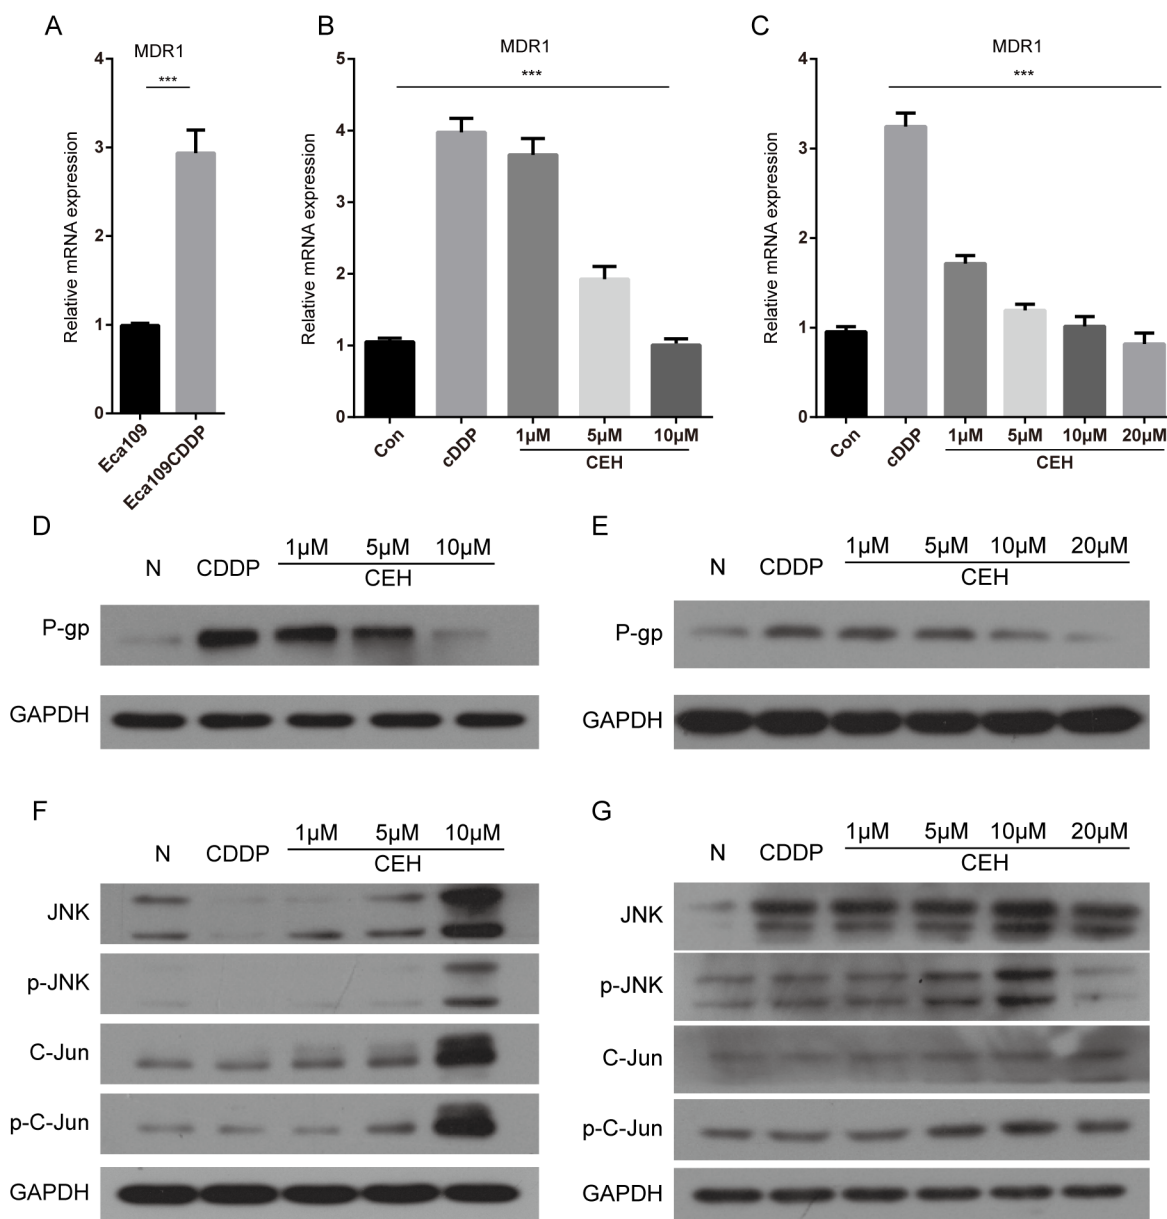 A
MDR1
***
Relative mRNA expression
4
3
2
1
0
Eca109
Eca109CDDP
B
MDR1
***
Relative mRNA expression
5
4
3
2
1
0
Con
cDDP
1μM
5μM
10μM
CEH
C
MDR1
***
Relative mRNA expression
4
3
2
1
0
Con
cDDP
1μM
5μM
10μM
20μM
CEH
D
1μM 5μM 10μM
N CDDP
CEH
P-gp
GAPDH
E
1μM 5μM 10μM 20μM
N CDDP
CEH
P-gp
GAPDH
F
1μM 5μM 10μM
N CDDP
CEH
JNK
p-JNK
C-Jun
p-C-Jun
GAPDH
G
1μM 5μM 10μM 20μM
N CDDP
CEH
JNK
p-JNK
C-Jun
p-C-Jun
GAPDH